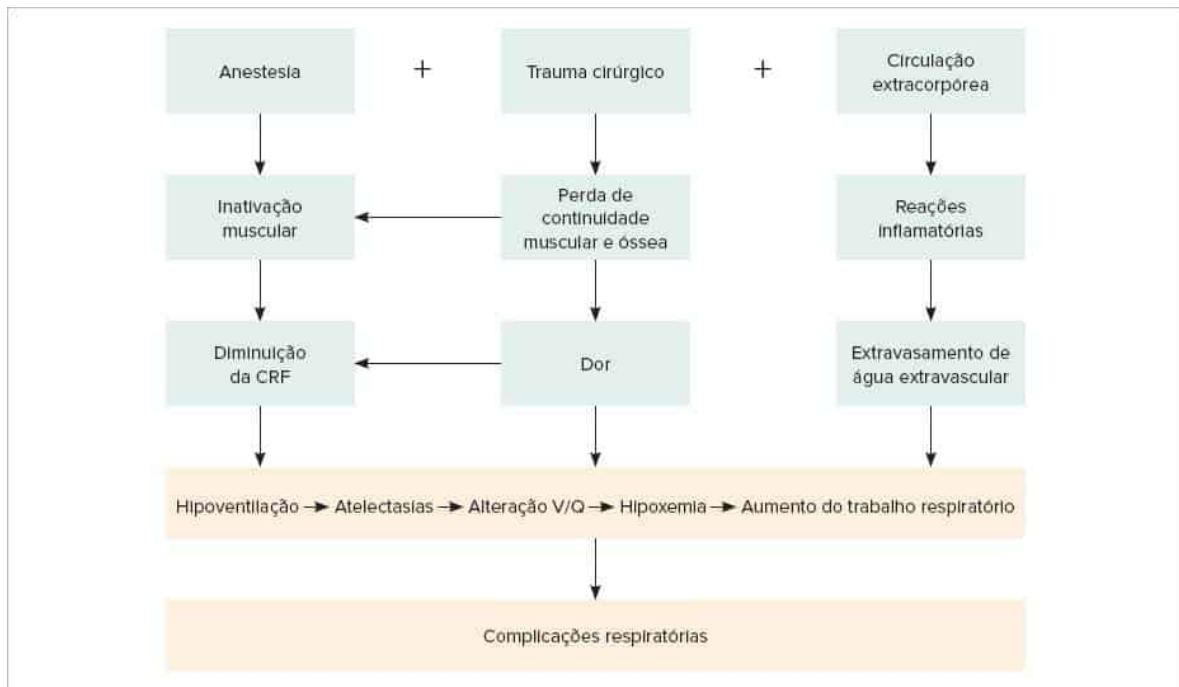 Anestesia + Trauma cirúrgico + Circulação
extracorpórea
Inativação
muscular
Perda de
continuidade
muscular e óssea
Reações
inflamatórias
Diminuição
da CRF
Dor
Extravasamento de
água extravascular
Hipoventilação → Atelectasias → Alteração V/Q → Hipoxemia → Aumento do trabalho respiratório
Complicações respiratórias